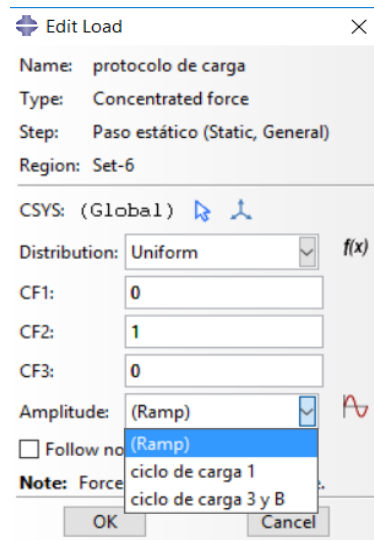 Edit Load
Name: protocolo de carga
Type: Concentrated force
Step: Paso estático (Static, General)
Region: Set-6
CSYS: (Global)
Distribution: Uniform f(x)
CF1: 0
CF2: 1
CF3: 0
Amplitude: (Ramp)
Follow no
(Ramp)
Note: Force
ciclo de carga 1
ciclo de carga 3 y B
OK Cancel